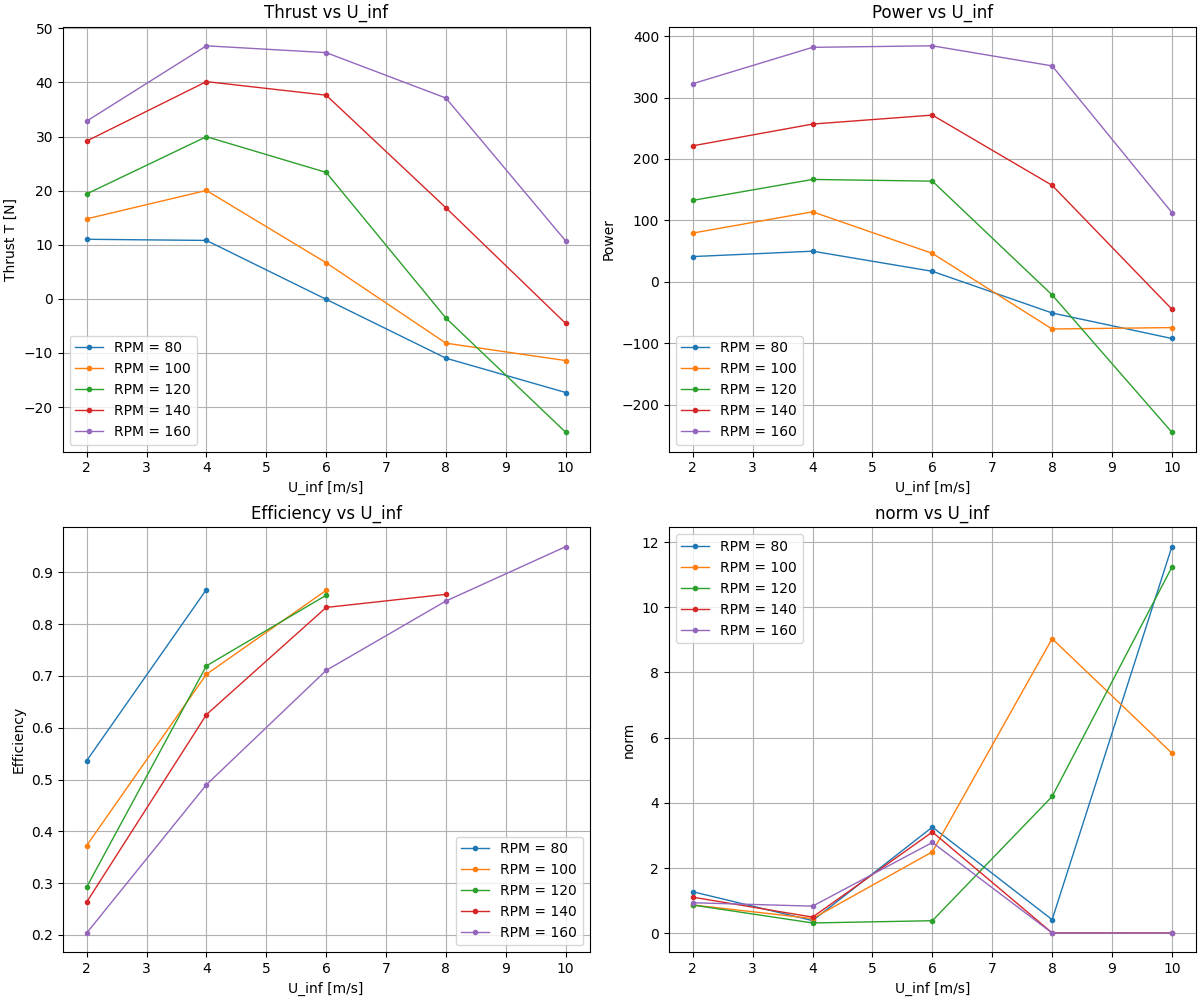 Thrust vs U_inf
Thrust T [N]
50
40
30
20
10
0
−10
−20
RPM = 80
RPM = 100
RPM = 120
RPM = 140
RPM = 160
2 3 4 5 6 7 8 9 10
U_inf [m/s]
Power vs U_inf
Power
400
300
200
100
0
−100
−200
RPM = 80
RPM = 100
RPM = 120
RPM = 140
RPM = 160
2 3 4 5 6 7 8 9 10
U_inf [m/s]
Efficiency vs U_inf
Efficiency
0.9
0.8
0.7
0.6
0.5
0.4
0.3
0.2
RPM = 80
RPM = 100
RPM = 120
RPM = 140
RPM = 160
2 3 4 5 6 7 8 9 10
U_inf [m/s]
norm vs U_inf
norm
12
10
8
6
4
2
0
RPM = 80
RPM = 100
RPM = 120
RPM = 140
RPM = 160
2 3 4 5 6 7 8 9 10
U_inf [m/s]